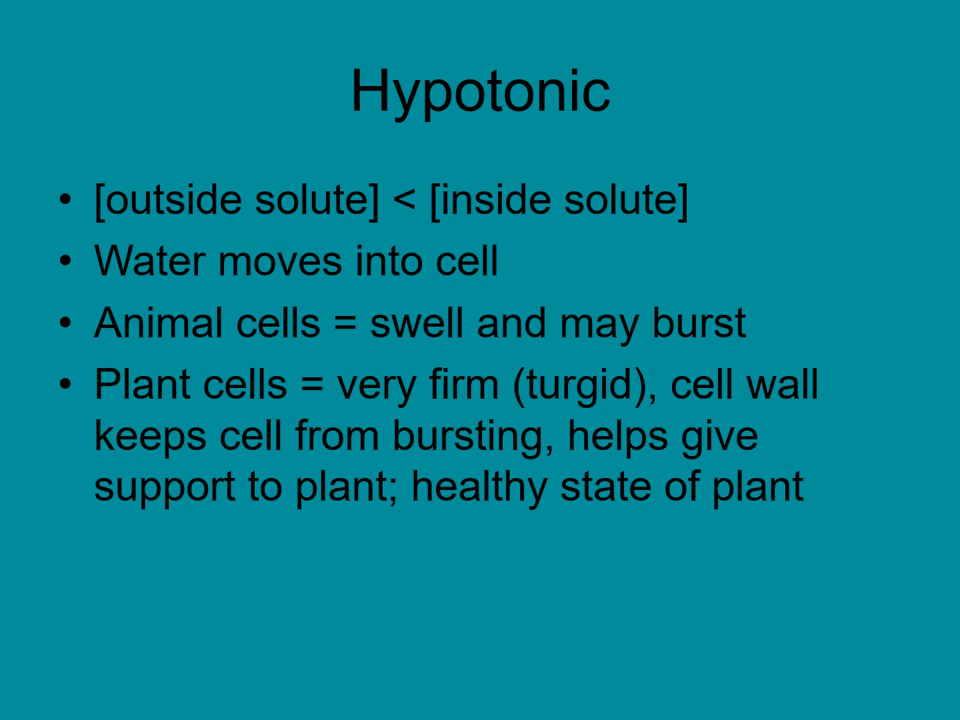 Hypotonic
• [outside solute] < [inside solute]
• Water moves into cell
• Animal cells = swell and may burst
• Plant cells = very firm (turgid), cell wall
keeps cell from bursting, helps give
support to plant; healthy state of plant